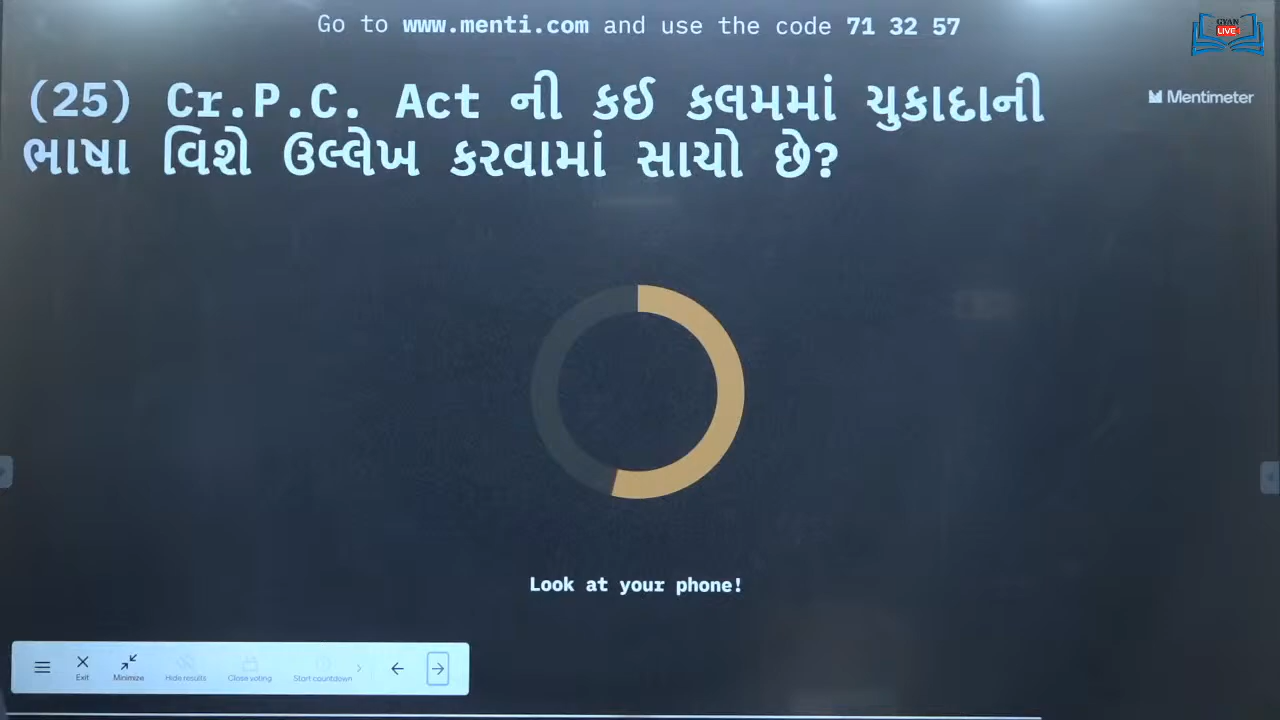 Go to www.menti.com and use the code 71 32 57
GYAN
LIVE
(25) Cr.P.C. Act ની કઈ કલમમાં ચુકાદાની
ભાષા વિશે ઉલ્લેખ કરવામાં સાચો છે?
Mentimeter
Look at your phone!
Exit
Minimize
Hide results
Close voting
Start countdown